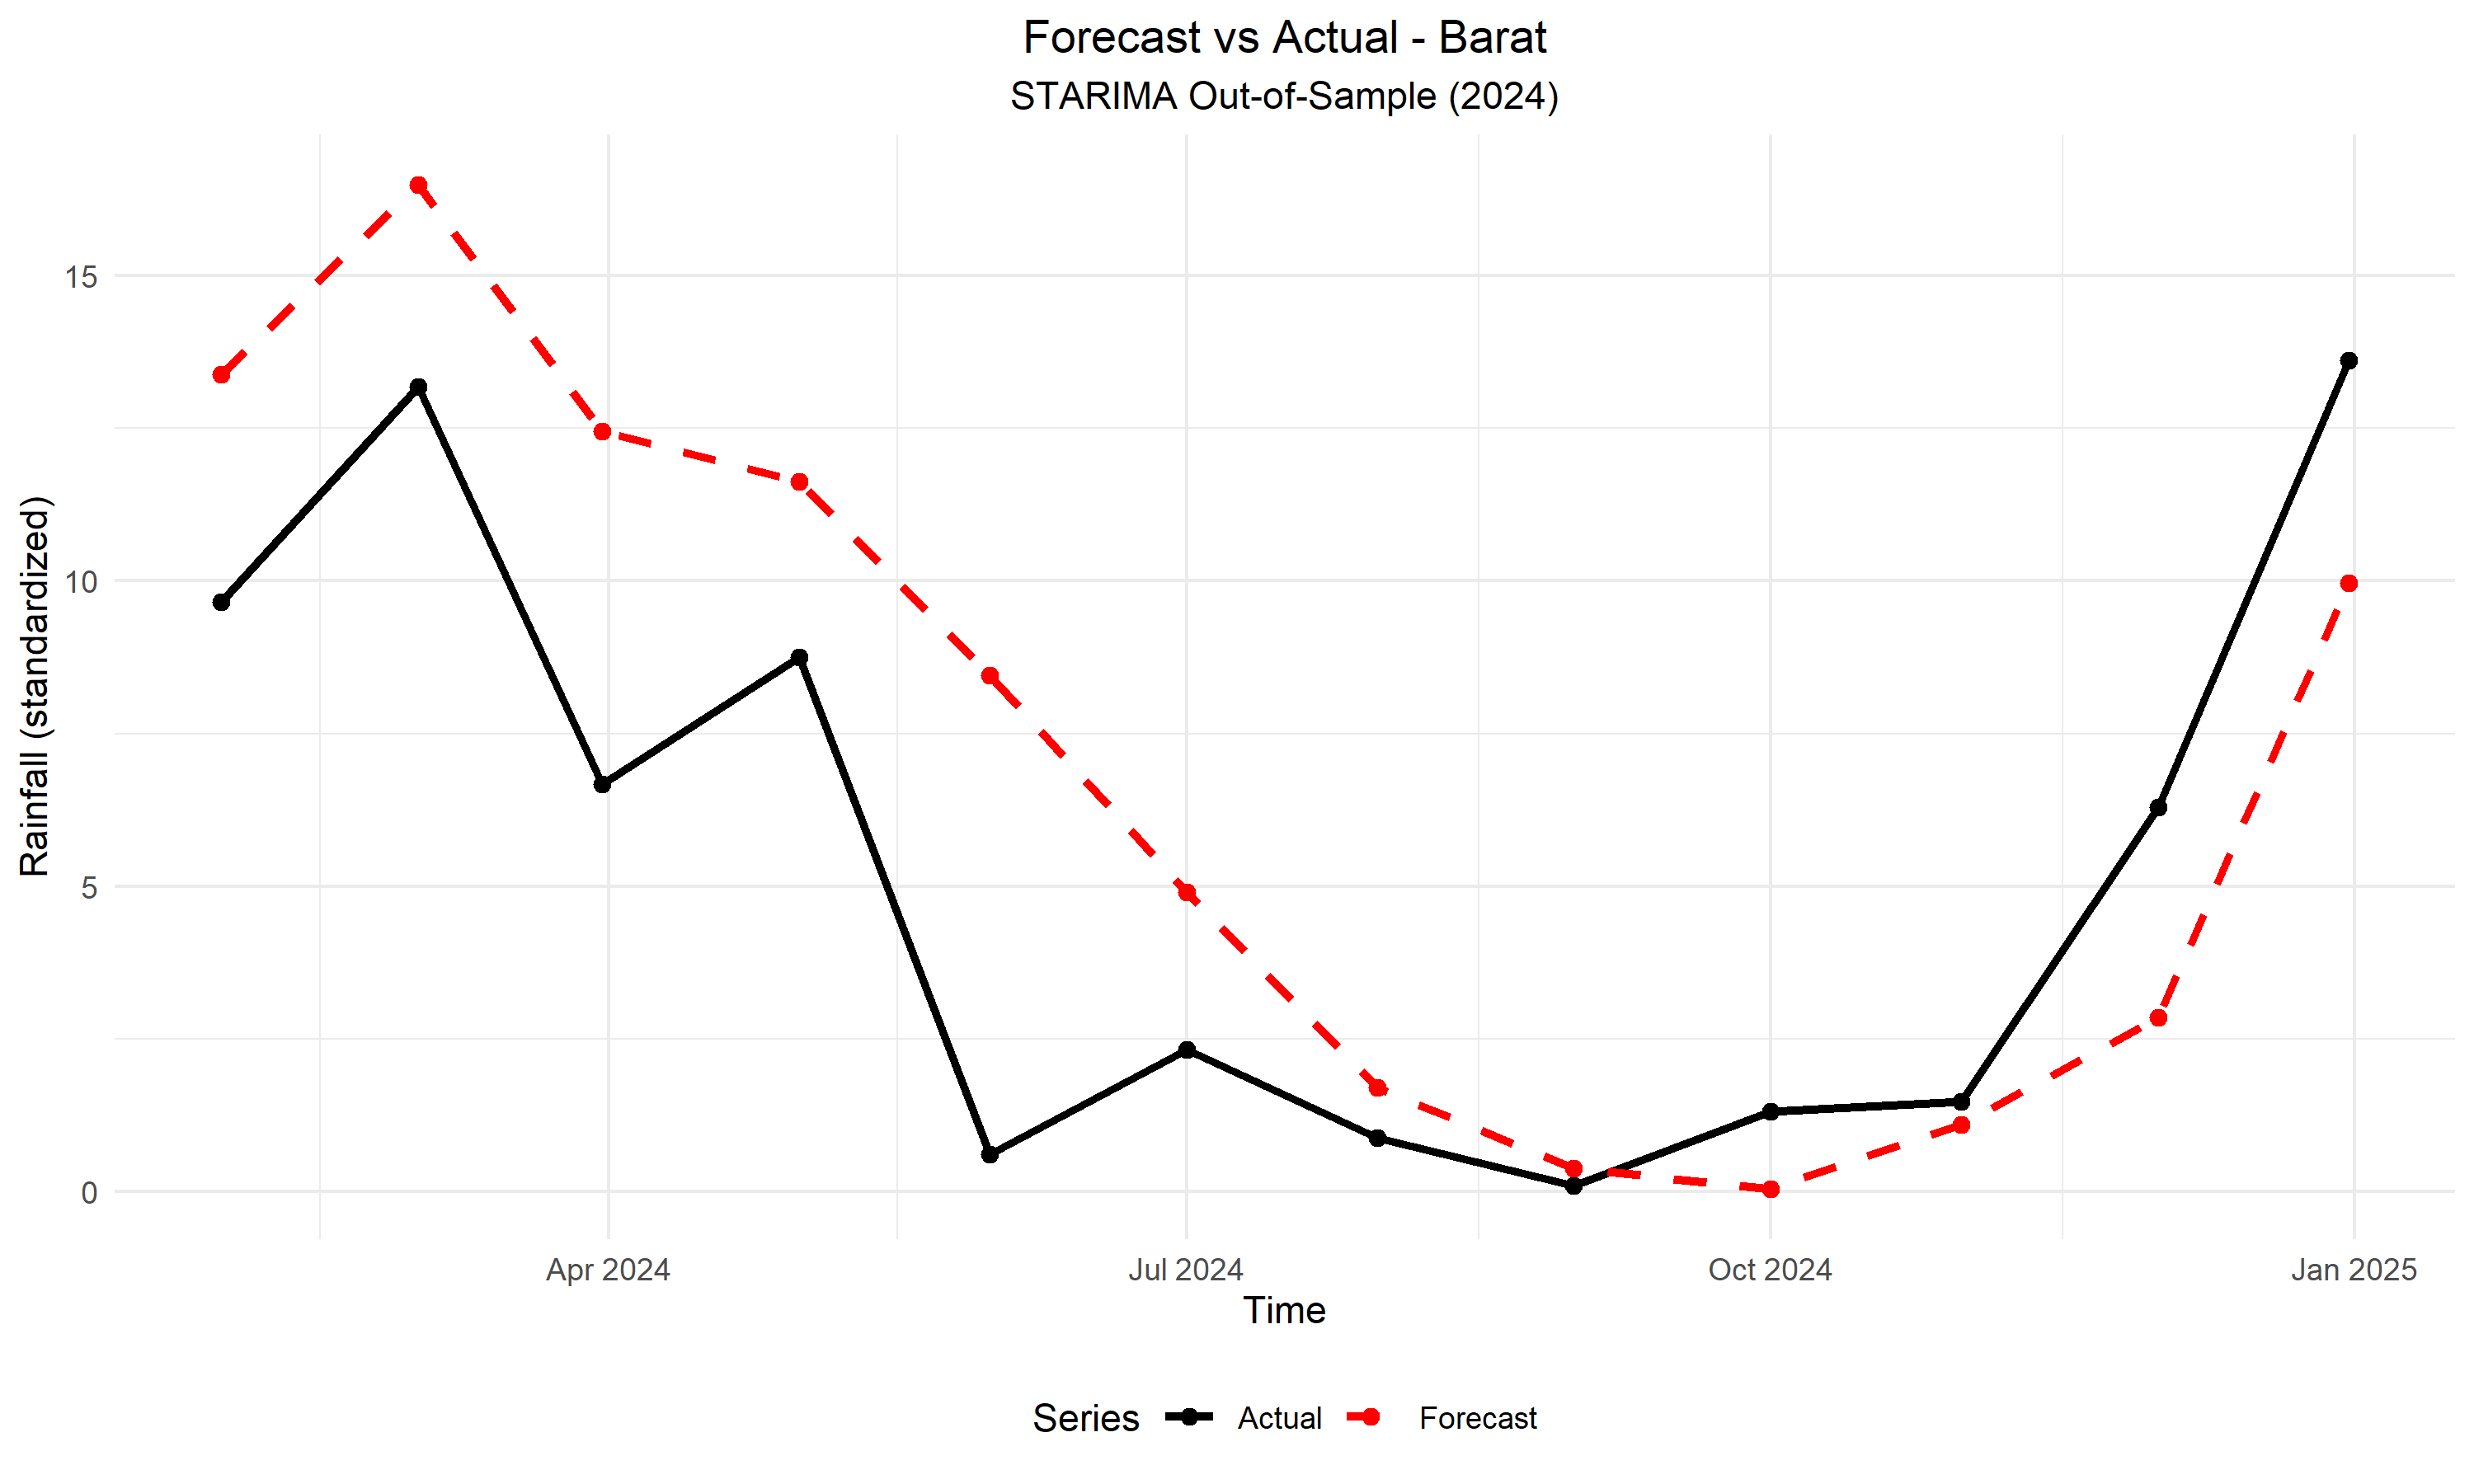 Forecast vs Actual - Barat
STARIMA Out-of-Sample (2024)
Rainfall (standardized)
15
10
5
0
Apr 2024 Jul 2024 Oct 2024 Jan 2025
Time
Series Actual Forecast